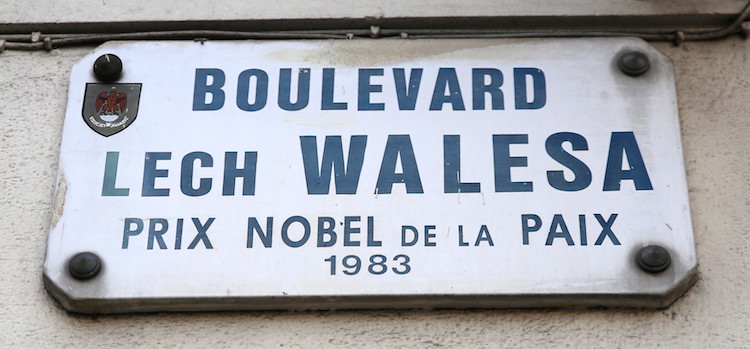 BOULEVARD
LECH WALESA
PRIX NOBEL DE LA PAIX
1983